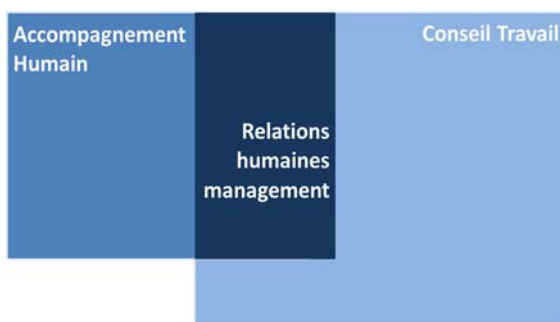 Accompagnement
Humain
Conseil Travail
Relations
humaines
management